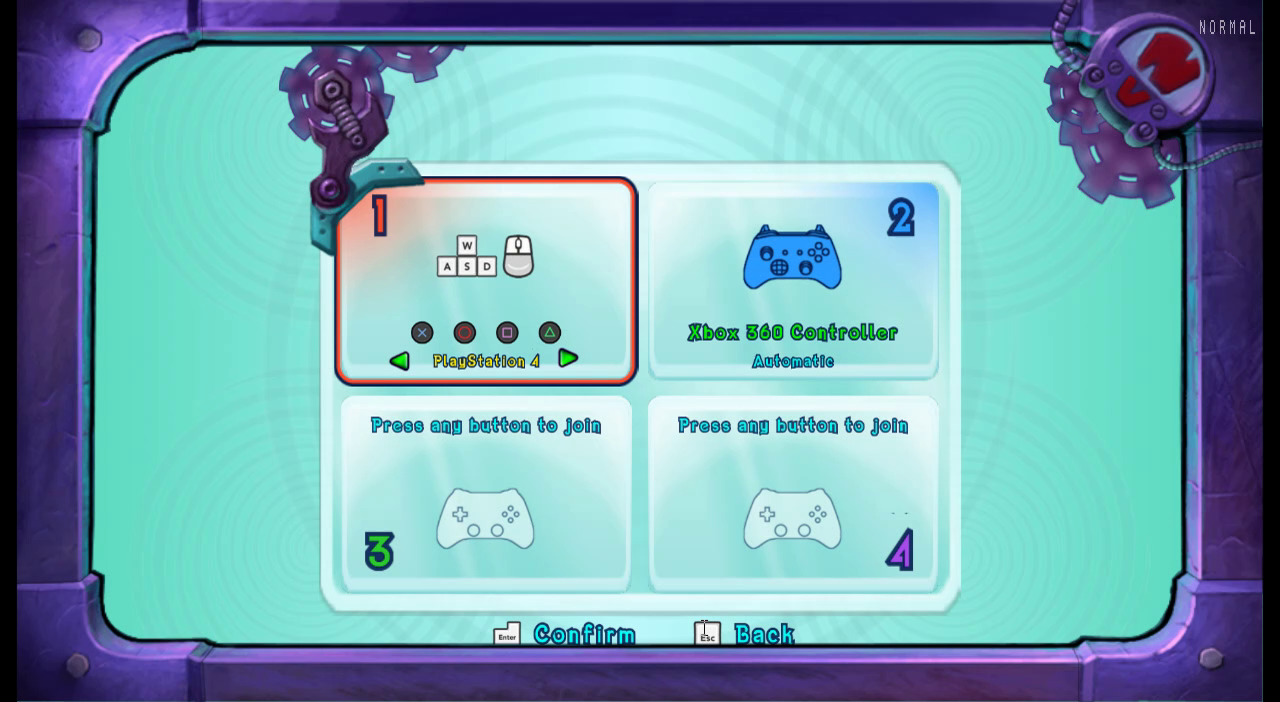 NORMAL
N
V
1
2
W
A S D
PlayStation 4
Xbox 360 Controller
Automatic
Press any button to join
Press any button to join
3
4
Enter Confirm
Esc Back